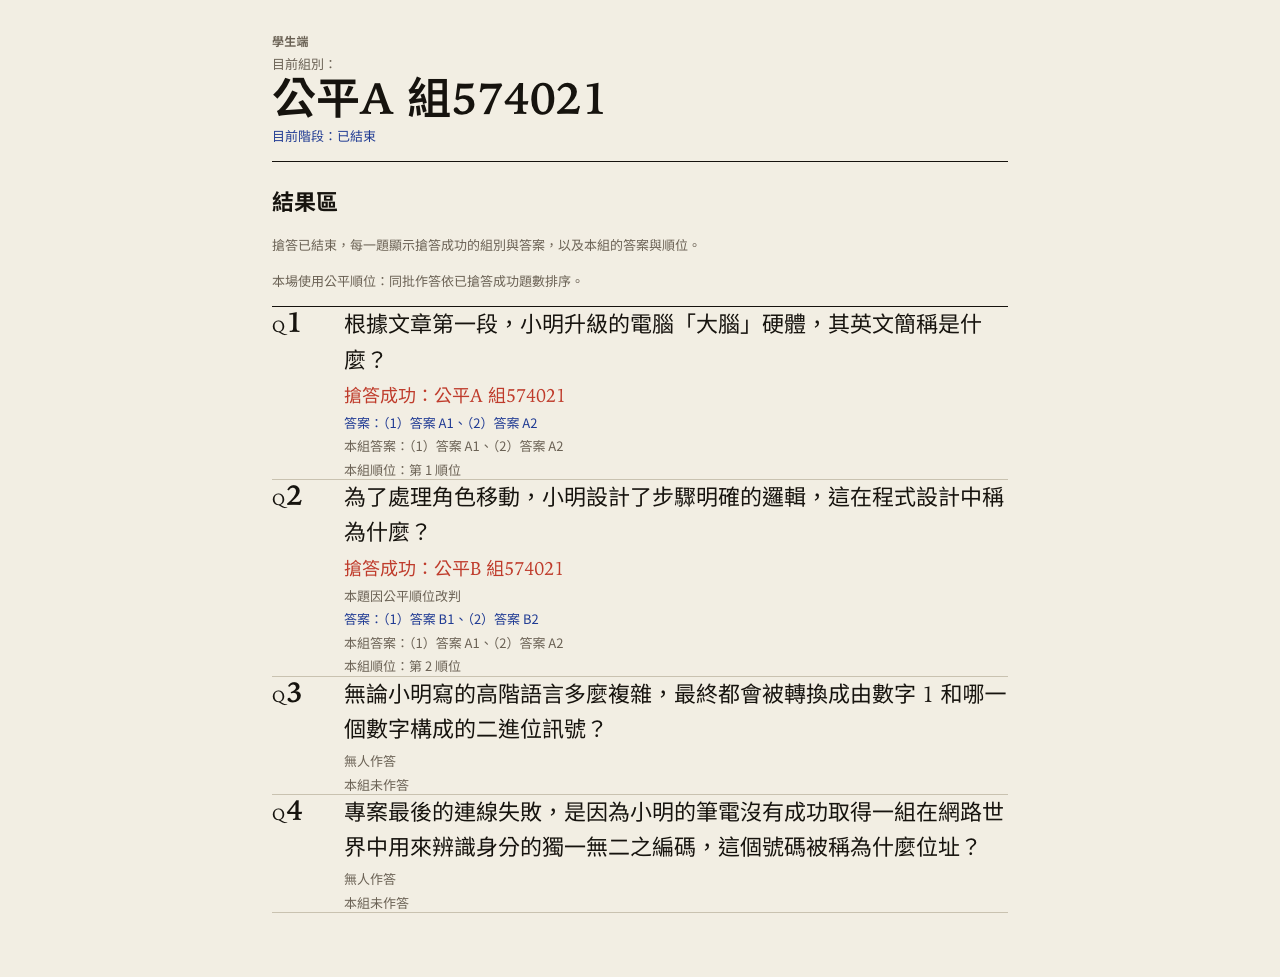 學生端
目前組別：
公平A 組574021
目前階段：已結束
結果區
搶答已結束，每一題顯示搶答成功的組別與答案，以及本組的答案與順位。
本場使用公平順位：同批作答依已搶答成功題數排序。
Q1
根據文章第一段，小明升級的電腦「大腦」硬體，其英文簡稱是什
麼？
搶答成功：公平A 組574021
答案：（1）答案 A1、（2）答案 A2
本組答案：（1）答案 A1、（2）答案 A2
本組順位：第 1 順位
Q2
為了處理角色移動，小明設計了步驟明確的邏輯，這在程式設計中稱
為什麼？
搶答成功：公平B 組574021
本題因公平順位改判
答案：（1）答案 B1、（2）答案 B2
本組答案：（1）答案 A1、（2）答案 A2
本組順位：第 2 順位
Q3
無論小明寫的高階語言多麼複雜，最終都會被轉換成由數字 1 和哪一
個數字構成的二進位訊號？
無人作答
本組未作答
Q4
專案最後的連線失敗，是因為小明的筆電沒有成功取得一組在網路世
界中用來辨識身分的獨一無二之編碼，這個號碼被稱為什麼位址？
無人作答
本組未作答